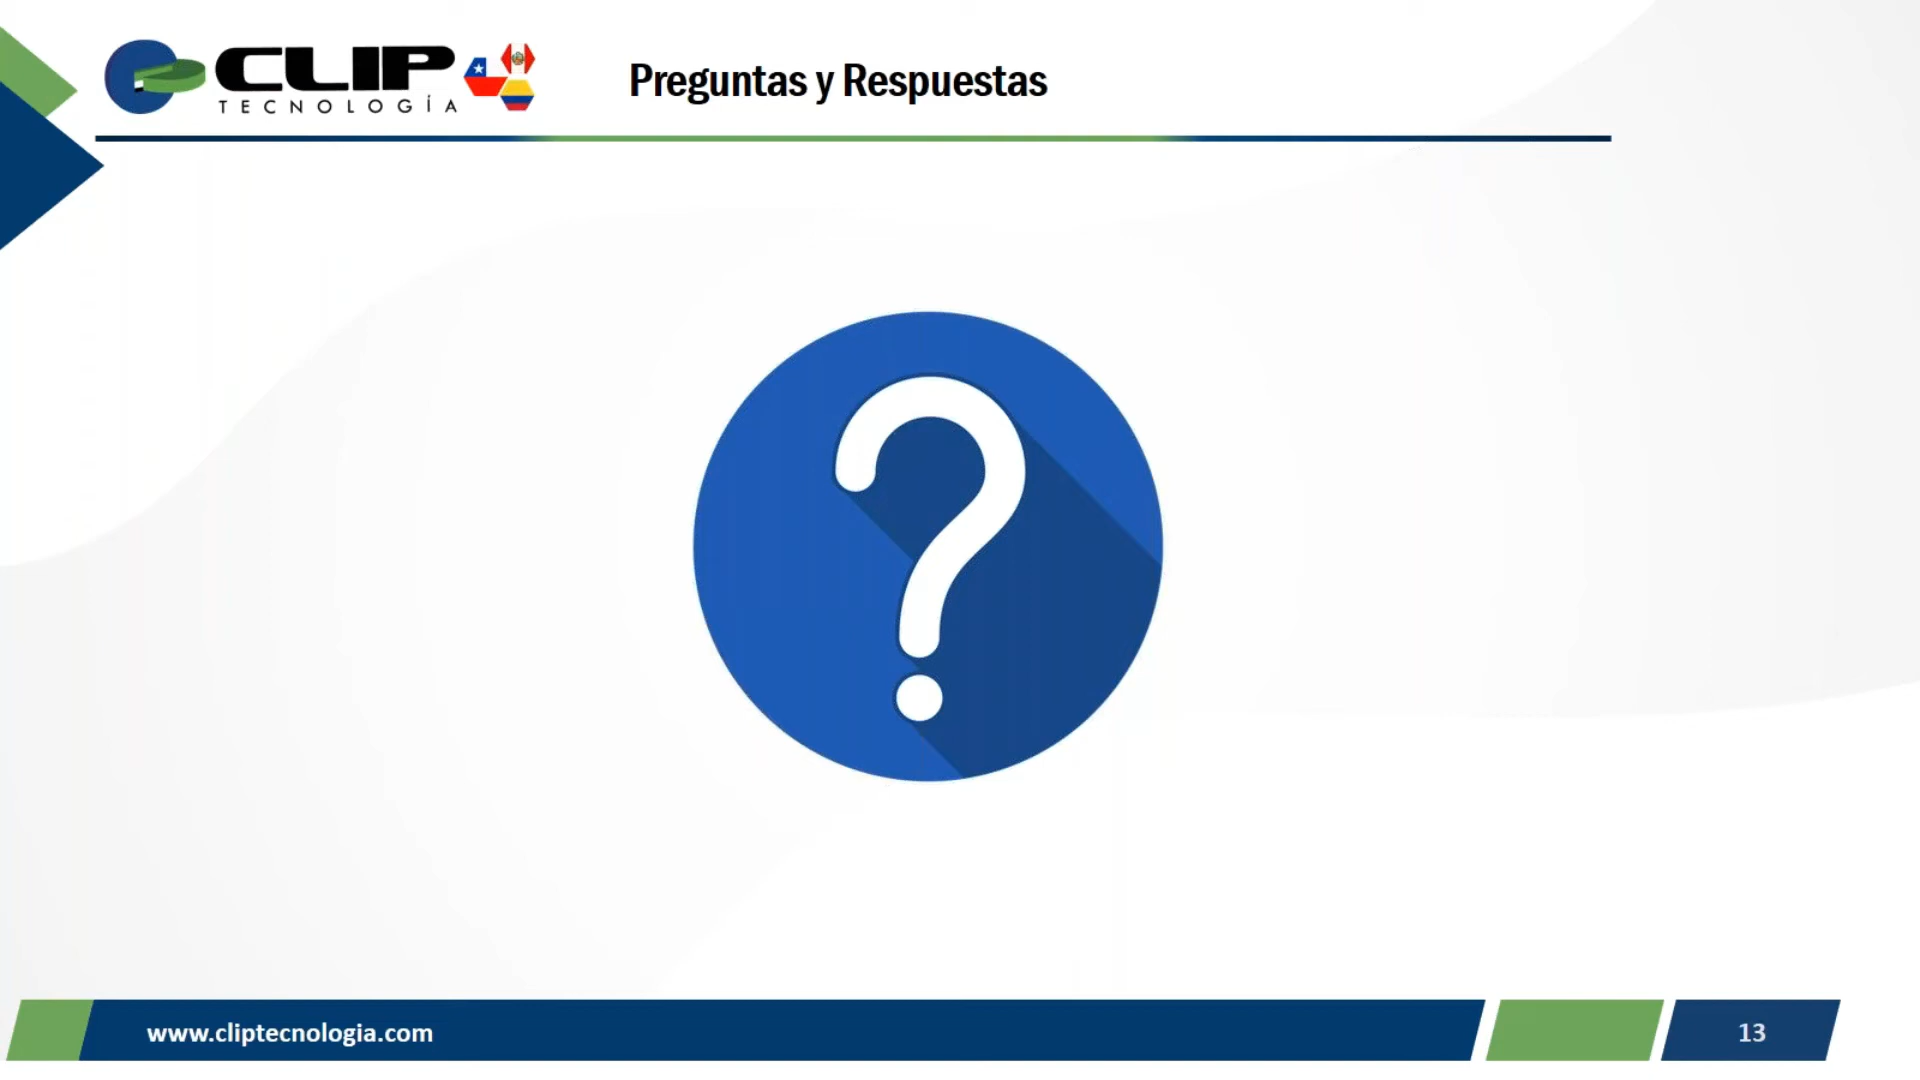 CLIP
TECNOLOGÍA
Preguntas y Respuestas
?
www.cliptecnologia.com
13